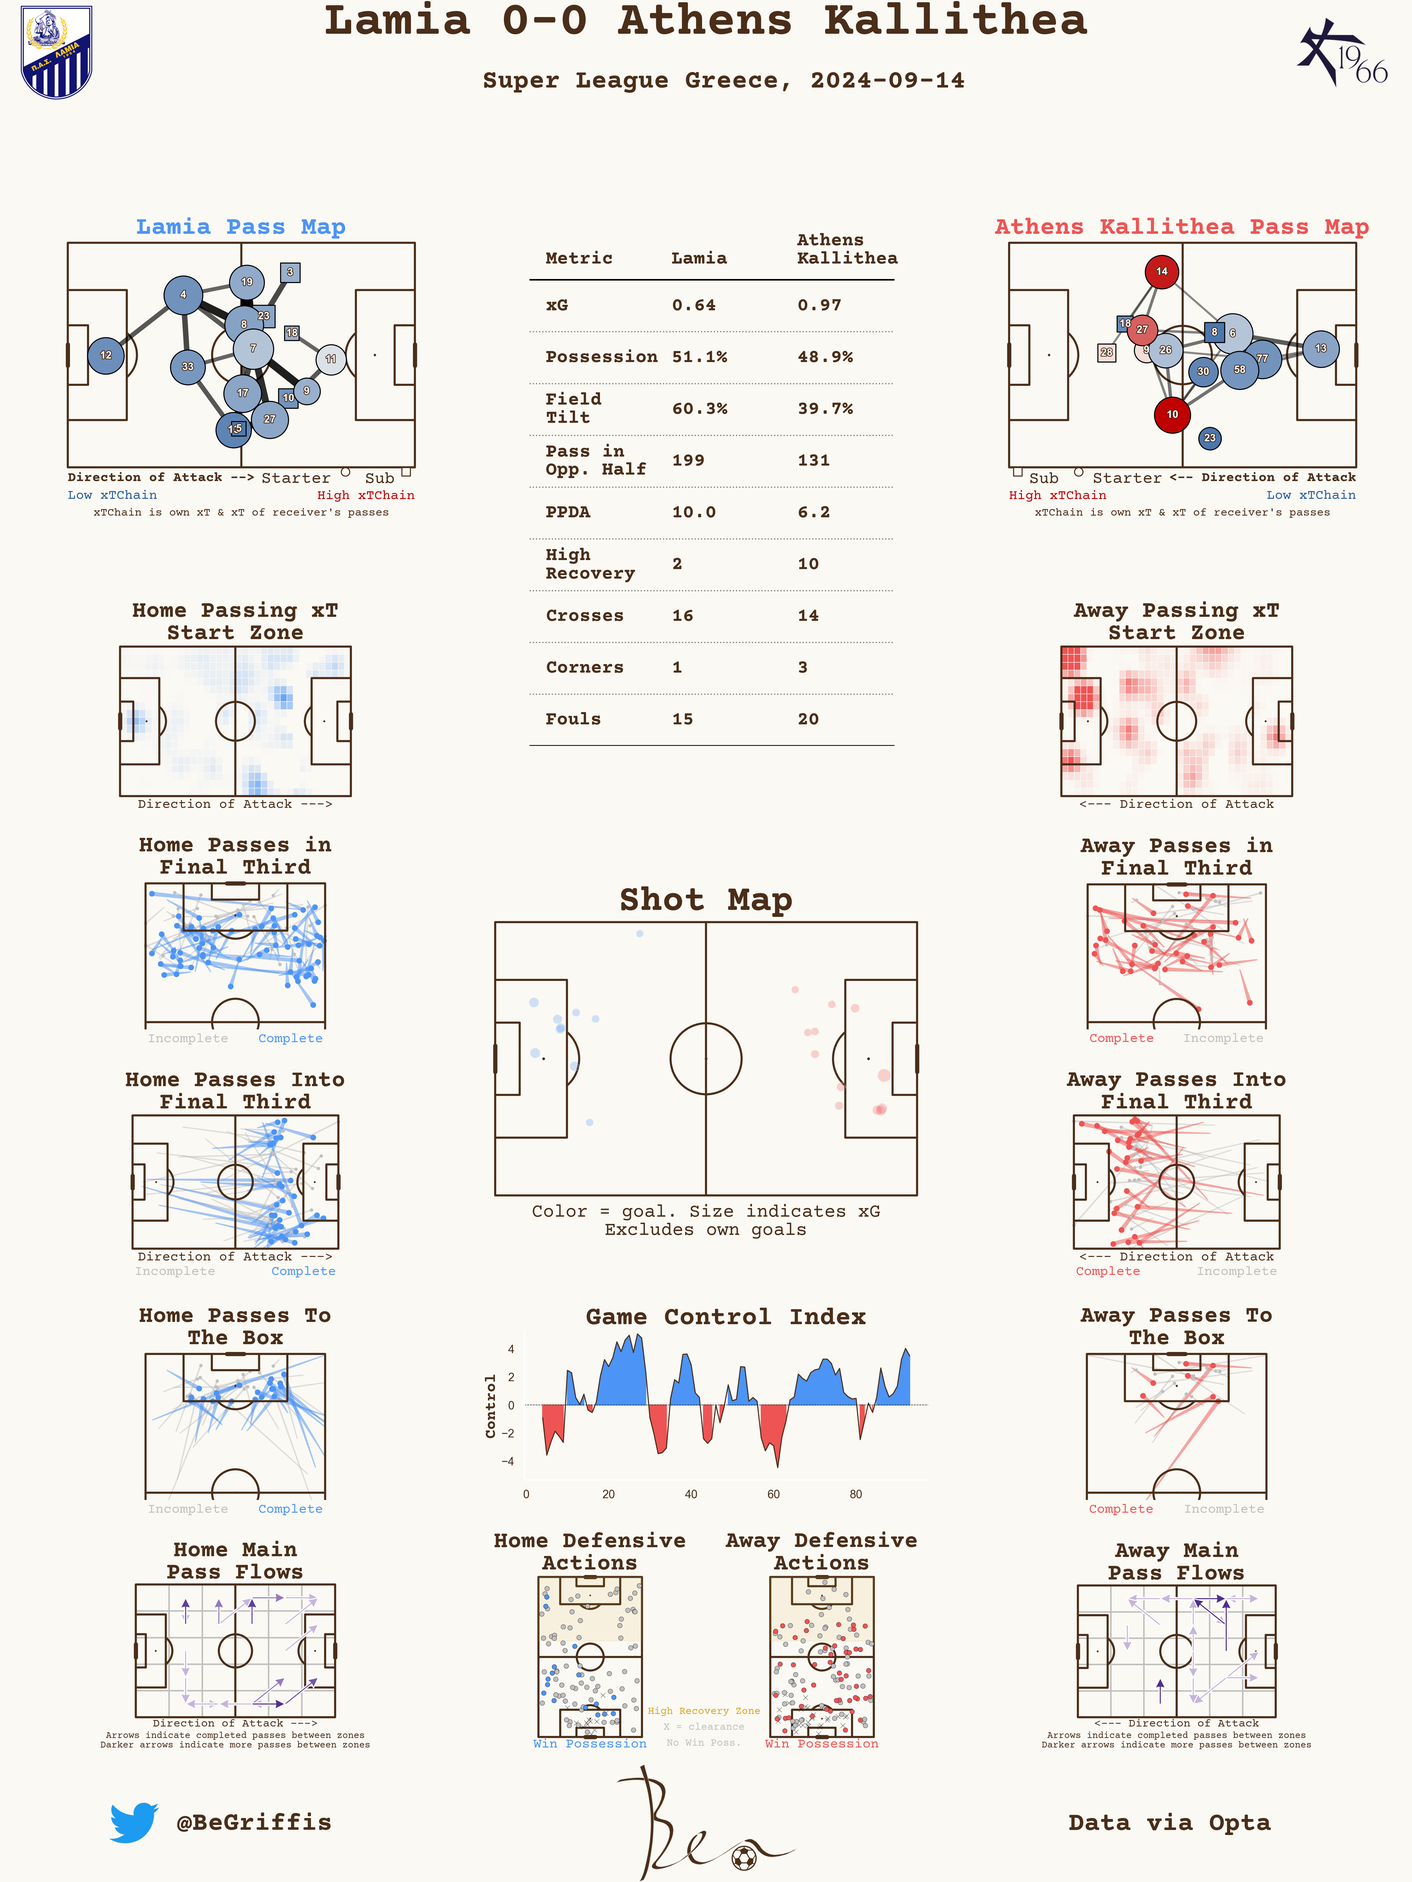 Lamia 0-0 Athens Kallithea
Super League Greece, 2024-09-14
Π.Α.Σ. ΛΑΜΙΑ
1964
1966
Lamia Pass Map
4
19
3
23
8
18
7
11
12
33
17
9
10
27
5
Direction of Attack --> Starter Sub
Low xTChain High xTChain
xTChain is own xT & xT of receiver's passes
Metric Lamia Athens Kallithea
xG 0.64 0.97
Possession 51.1% 48.9%
Field Tilt 60.3% 39.7%
Pass in Opp. Half 199 131
PPDA 10.0 6.2
High Recovery 2 10
Crosses 16 14
Corners 1 3
Fouls 15 20
Athens Kallithea Pass Map
14
18
27
28
9
26
8
6
77
13
30
58
10
23
Sub Starter <-- Direction of Attack
High xTChain Low xTChain
xTChain is own xT & xT of receiver's passes
Home Passing xT
Start Zone
Direction of Attack --->
Away Passing xT
Start Zone
<--- Direction of Attack
Home Passes in
Final Third
Incomplete Complete
Away Passes in
Final Third
Complete Incomplete
Shot Map
Color = goal. Size indicates xG
Excludes own goals
Home Passes Into
Final Third
Direction of Attack --->
Incomplete Complete
Away Passes Into
Final Third
<--- Direction of Attack
Complete Incomplete
Home Passes To
The Box
Incomplete Complete
Game Control Index
Control
4
2
0
−2
−4
0 20 40 60 80
Away Passes To
The Box
Complete Incomplete
Home Main
Pass Flows
Direction of Attack --->
Arrows indicate completed passes between zones
Darker arrows indicate more passes between zones
Home Defensive
Actions
Win Possession
Away Defensive
Actions
Win Possession
High Recovery Zone
X = clearance
No Win Poss.
Away Main
Pass Flows
<--- Direction of Attack
Arrows indicate completed passes between zones
Darker arrows indicate more passes between zones
@BeGriffis
Ben
Data via Opta